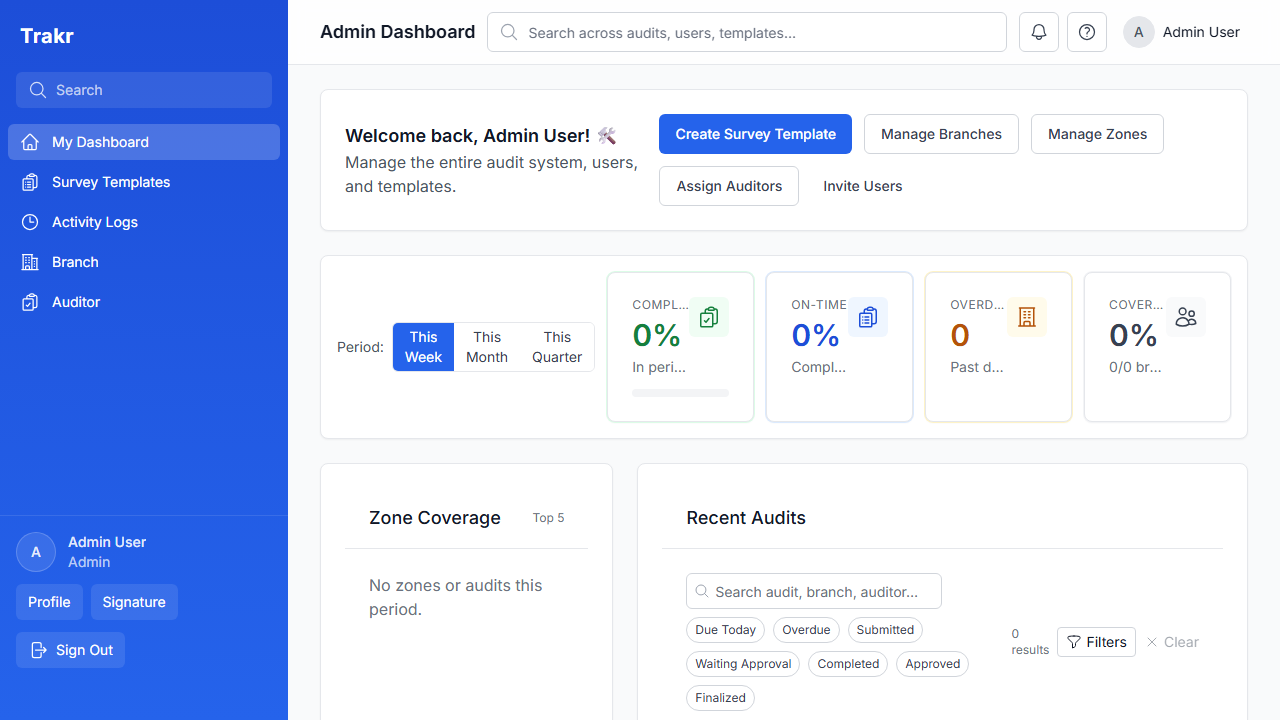 Trakr
Search
My Dashboard
Survey Templates
Activity Logs
Branch
Auditor
A
Admin User
Admin
Profile
Signature
Sign Out
Admin Dashboard
Search across audits, users, templates...
A
Admin User
Welcome back, Admin User! 🛠️
Manage the entire audit system, users,
and templates.
Create Survey Template
Manage Branches
Manage Zones
Assign Auditors
Invite Users
Period:
This
Week
This
Month
This
Quarter
COMPL...
0%
In peri...
ON-TIME
0%
Compl...
OVERD...
0
Past d...
COVER...
0%
0/0 br...
Zone Coverage
Top 5
No zones or audits this
period.
Recent Audits
Search audit, branch, auditor...
Due Today
Overdue
Submitted
Waiting Approval
Completed
Approved
Finalized
0
results
Filters
Clear